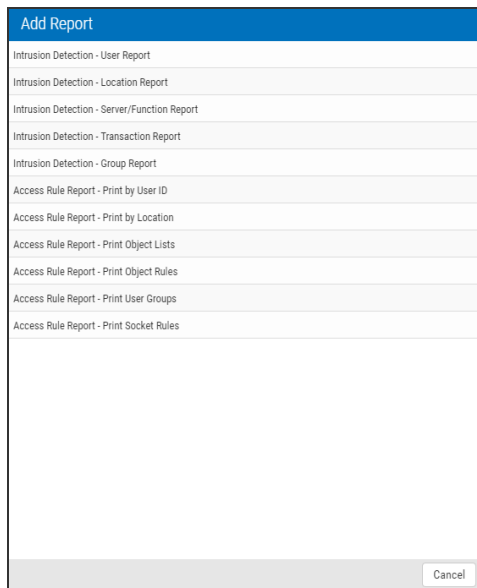 Add Report
Intrusion Detection - User Report
Intrusion Detection - Location Report
Intrusion Detection - Server/Function Report
Intrusion Detection - Transaction Report
Intrusion Detection - Group Report
Access Rule Report - Print by User ID
Access Rule Report - Print by Location
Access Rule Report - Print Object Lists
Access Rule Report - Print Object Rules
Access Rule Report - Print User Groups
Access Rule Report - Print Socket Rules
Cancel